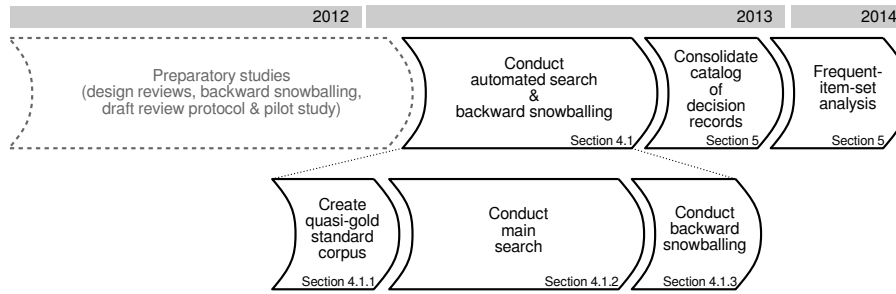 2012
2013
2014
Preparatory studies
(design reviews, backward snowballing,
draft review protocol & pilot study)
Conduct
automated search
&
backward snowballing
Section 4.1
Consolidate
catalog
of
decision
records
Section 5
Frequent-
item-set
analysis
Section 5
Create
quasi-gold
standard
corpus
Section 4.1.1
Conduct
main
search
Section 4.1.2
Conduct
backward
snowballing
Section 4.1.3